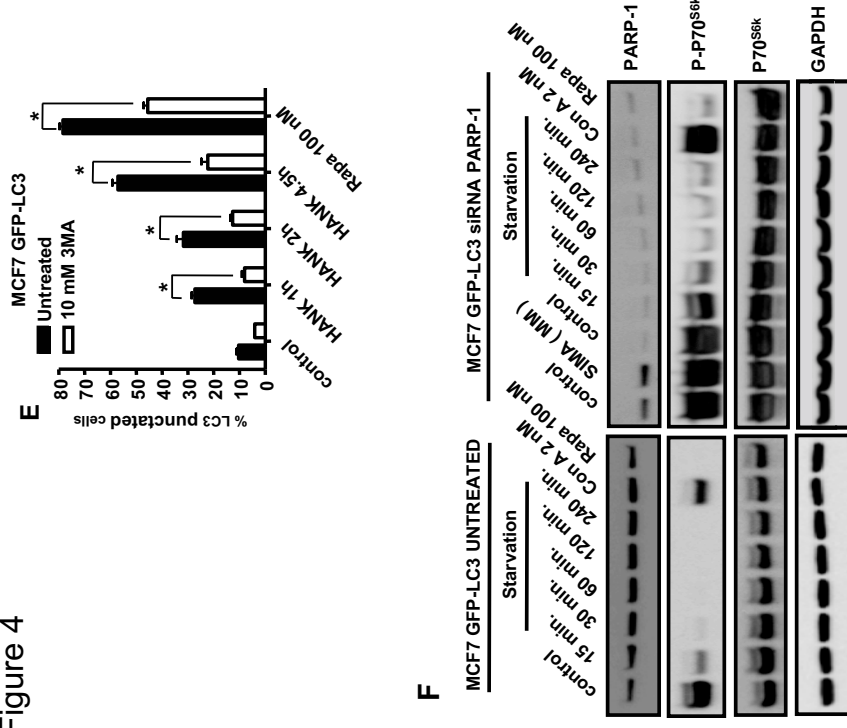 Figure 4
E
MCF7 GFP-LC3
Untreated
10 mM 3MA
% LC3 punctated cells
80
70
60
50
40
30
20
10
0
*
*
*
*
control
HANK 1h
HANK 2h
HANK 4.5h
Rapa 100 nM
F
MCF7 GFP-LC3 UNTREATED
Starvation
control
15 min.
30 min.
60 min.
120 min.
240 min.
Con A 2 nM
Rapa 100 nM
MCF7 GFP-LC3 siRNA PARP-1
Starvation
control
SIMA ( MM )
control
15 min.
30 min.
60 min.
120 min.
240 min.
Con A 2 nM
Rapa 100 nM
PARP-1
P-P70S6k
P70S6k
GAPDH